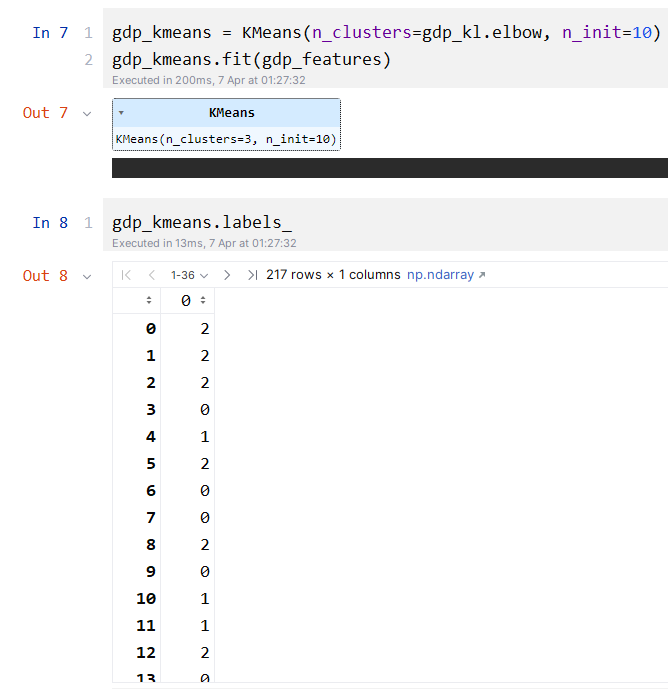 In 7 1 gdp_kmeans = KMeans(n_clusters=gdp_kl.elbow, n_init=10)
2 gdp_kmeans.fit(gdp_features)
Executed in 200ms, 7 Apr at 01:27:32
Out 7 KMeans
KMeans(n_clusters=3, n_init=10)
In 8 1 gdp_kmeans.labels_
Executed in 13ms, 7 Apr at 01:27:32
Out 8 1-36 217 rows × 1 columns np.ndarray
0
0 2
1 2
2 2
3 0
4 1
5 2
6 0
7 0
8 2
9 0
10 1
11 1
12 2
13 0